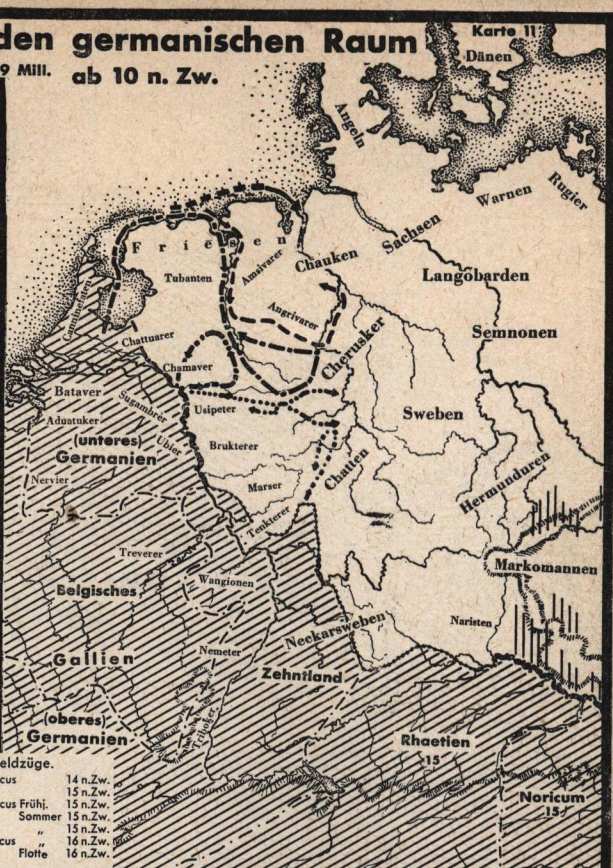 den germanischen Raum
9 Mill. ab 10 n. Zw.
Karte 11
Dänen
Angeln
Warnen
Rugier
Sachsen
Friesen
Amsivarer
Chauken
Tubanten
Langobarden
Angrivarer
Chattuarer
Cherusker
Semnonen
Chamaver
Bataver
Sugambrer
Usipeter
Sweben
Aduatuker
(unteres)
Germanien
Ubier
Brukterer
Chatten
Hermunduren
Nervier
Marser
Tenkterer
Treverer
Markomannen
Wangionen
Belgisches
Neckarsweben
Naristen
Nemeter
Gallien
Zehntland
(oberes)
Germanien
Triboker
Rhaetien
15
Noricum
15
eldzüge.
cus 14 n.Zw.
15 n.Zw.
cus Frühj. 15 n.Zw.
Sommer 15 n.Zw.
„ 15 n.Zw.
cus „ 16 n.Zw.
Flotte 16 n.Zw.